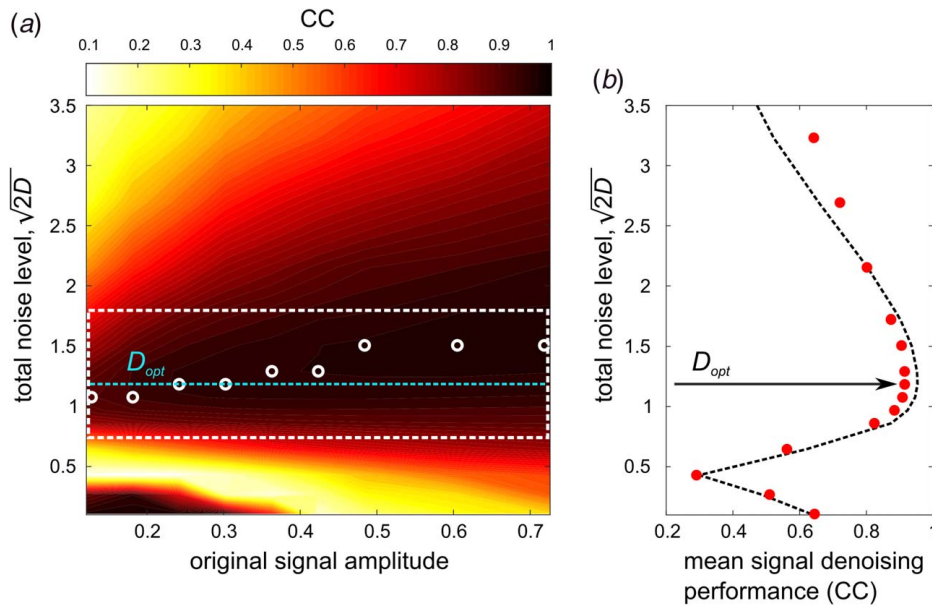 (a)
CC
0.1 0.2 0.3 0.4 0.5 0.6 0.7 0.8 0.9 1
total noise level, √2D
3.5
3
2.5
2
1.5
1
0.5
D_opt
0.2 0.3 0.4 0.5 0.6 0.7
original signal amplitude
(b)
total noise level, √2D
3.5
3
2.5
2
1.5
1
0.5
D_opt
0.2 0.4 0.6 0.8 1
mean signal denoising
performance (CC)